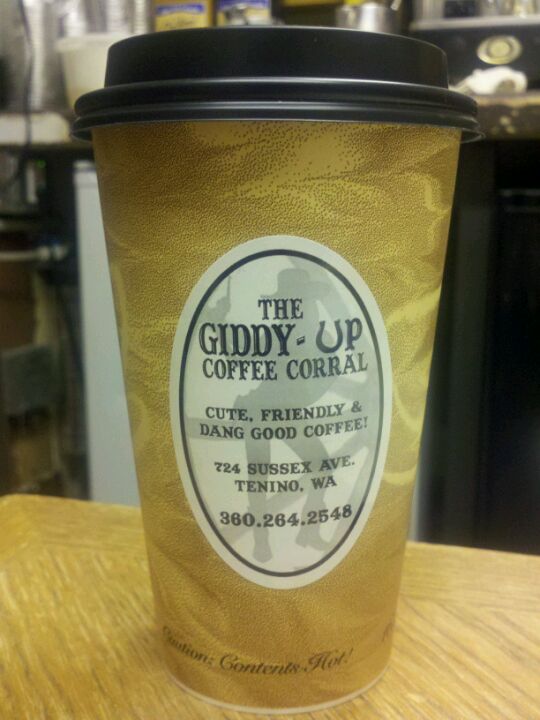 THE
GIDDY-UP
COFFEE CORRAL
CUTE, FRIENDLY &
DANG GOOD COFFEE!
724 SUSSEX AVE.
TENINO, WA
360.264.2548
Caution: Contents Hot!